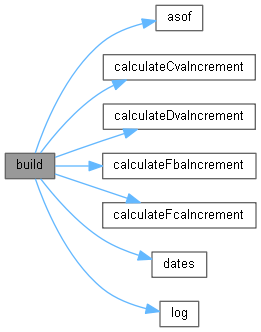 asof
calculateCvaIncrement
calculateDvaIncrement
build
calculateFbaIncrement
calculateFcaIncrement
dates
log